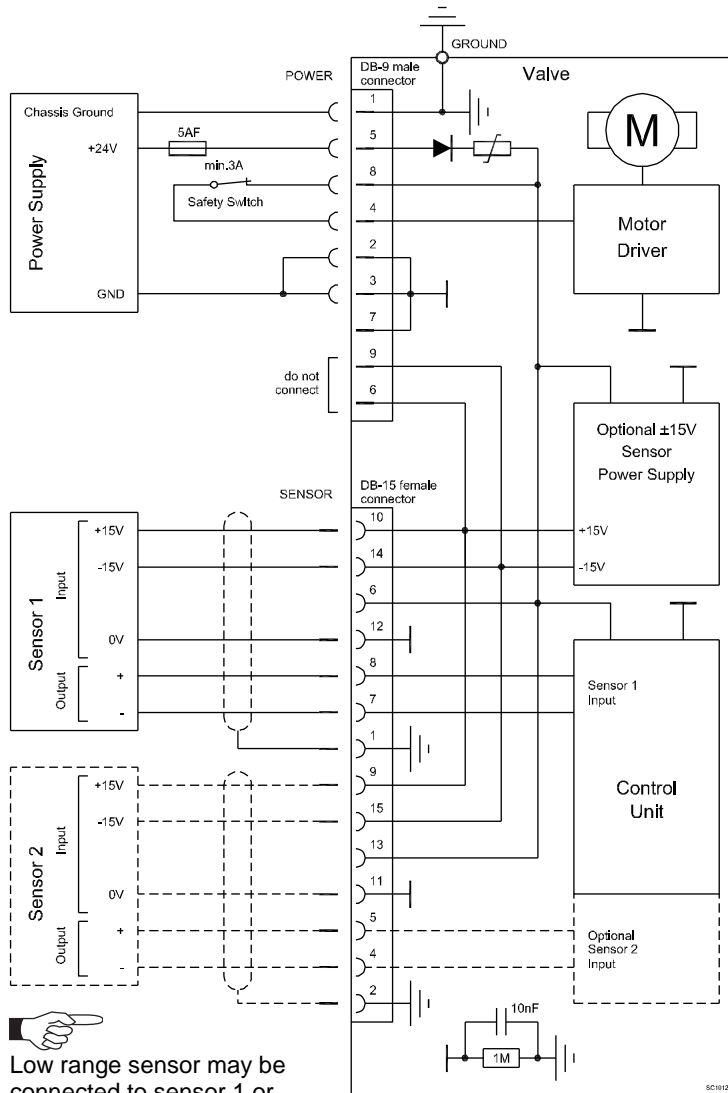 GROUND
POWER
DB-9 male
connector
Valve
Power Supply
Chassis Ground
+24V
5AF
min.3A
Safety Switch
GND
do not
connect
1
5
8
4
2
3
7
9
6
M
Motor
Driver
Optional ±15V
Sensor
Power Supply
+15V
-15V
SENSOR
DB-15 female
connector
10
14
6
12
8
7
1
9
15
13
11
5
4
2
Sensor 1
Input
+15V
-15V
0V
Output
+
-
Sensor 2
Input
+15V
-15V
0V
Output
+
-
Sensor 1
Input
Control
Unit
Optional
Sensor 2
Input
10nF
1M
Low range sensor may be
connected to sensor 1 or